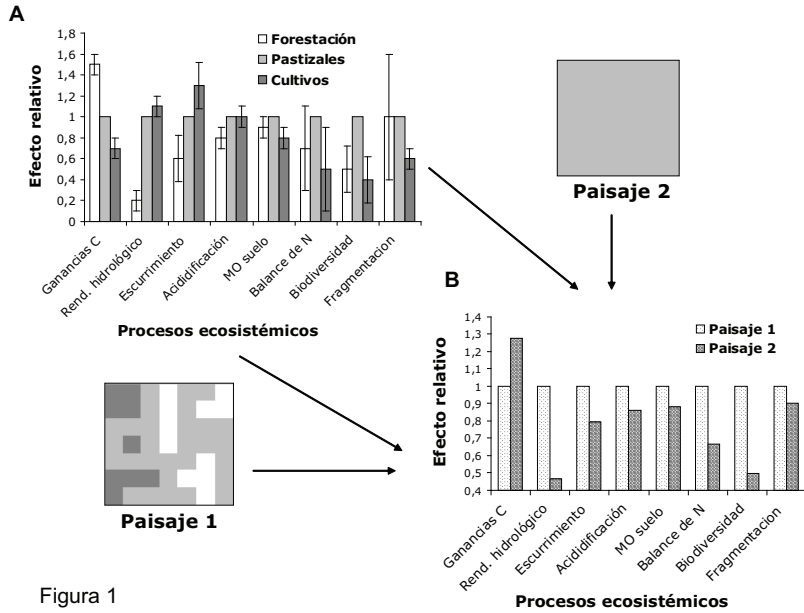 A
1,8
1,6
1,4
1,2
1
0,8
0,6
0,4
0,2
0
Efecto relativo
Forestación
Pastizales
Cultivos
Ganancias C
Rend. hidrológico
Escurrimiento
Acididificación
MO suelo
Balance de N
Biodiversidad
Fragmentacion
Procesos ecosistémicos
Paisaje 2
Paisaje 1
B
1,4
1,3
1,2
1,1
1
0,9
0,8
0,7
0,6
0,5
0,4
Efecto relativo
Paisaje 1
Paisaje 2
Ganancias C
Rend. hidrológico
Escurrimiento
Acididificación
MO suelo
Balance de N
Biodiversidad
Fragmentacion
Procesos ecosistémicos
Figura 1